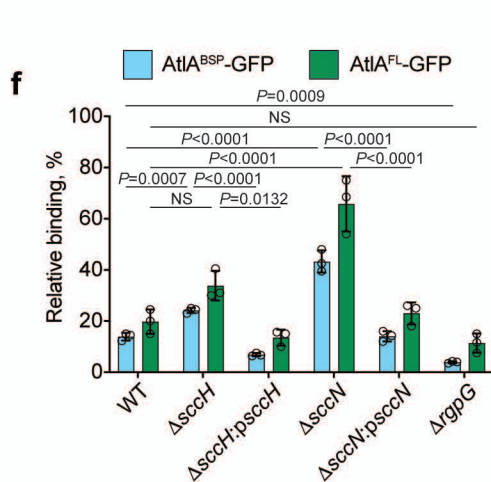 f
AtlA^BSP-GFP AtlA^FL-GFP
P=0.0009
NS
P<0.0001 P<0.0001
P<0.0001 P<0.0001
P=0.0007 P<0.0001
NS P=0.0132
Relative binding, %
100
80
60
40
20
0
WT
ΔsccH
ΔsccH:psccH
ΔsccN
ΔsccN:psccN
ΔrgpG